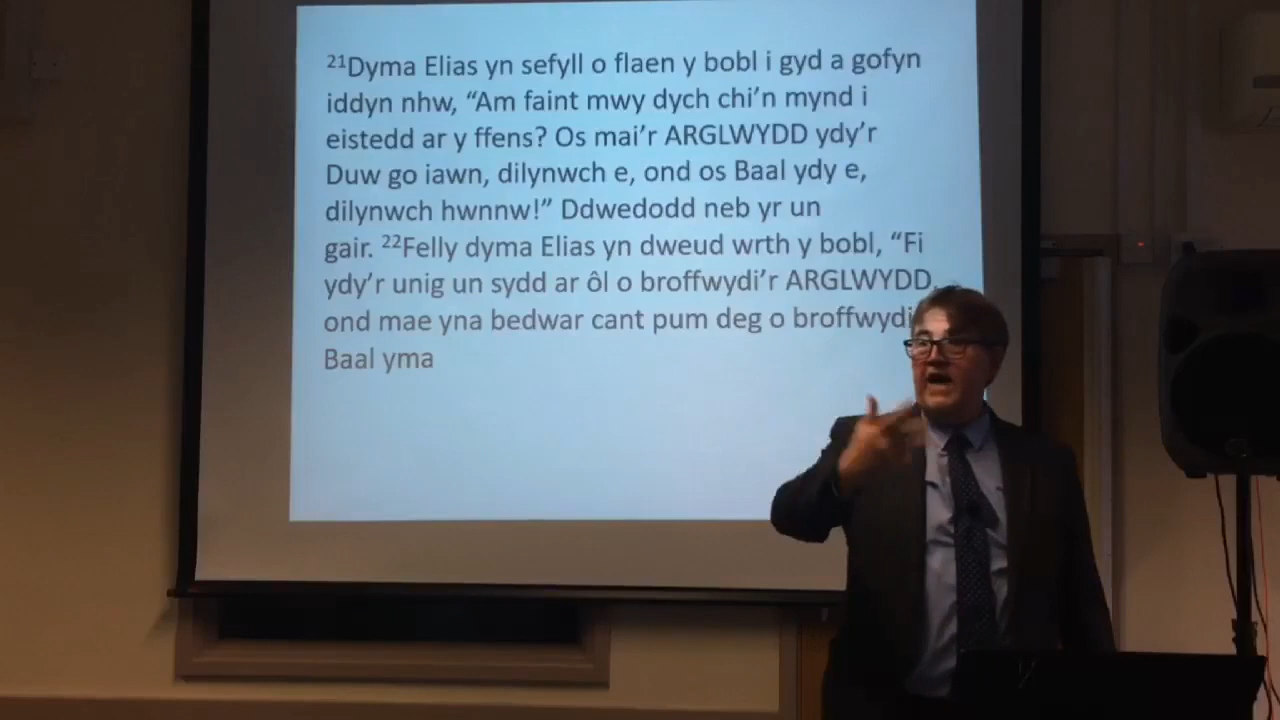 ²¹Dyma Elias yn sefyll o flaen y bobl i gyd a gofyn
iddyn nhw, “Am faint mwy dych chi’n mynd i
eistedd ar y ffens? Os mai’r ARGLWYDD ydy’r
Duw go iawn, dilynwch e, ond os Baal ydy e,
dilynwch hwnnw!” Ddwedodd neb yr un
gair. ²²Felly dyma Elias yn dweud wrth y bobl, “Fi
ydy’r unig un sydd ar ôl o broffwydi’r ARGLWYDD,
ond mae yna bedwar cant pum deg o broffwydi
Baal yma